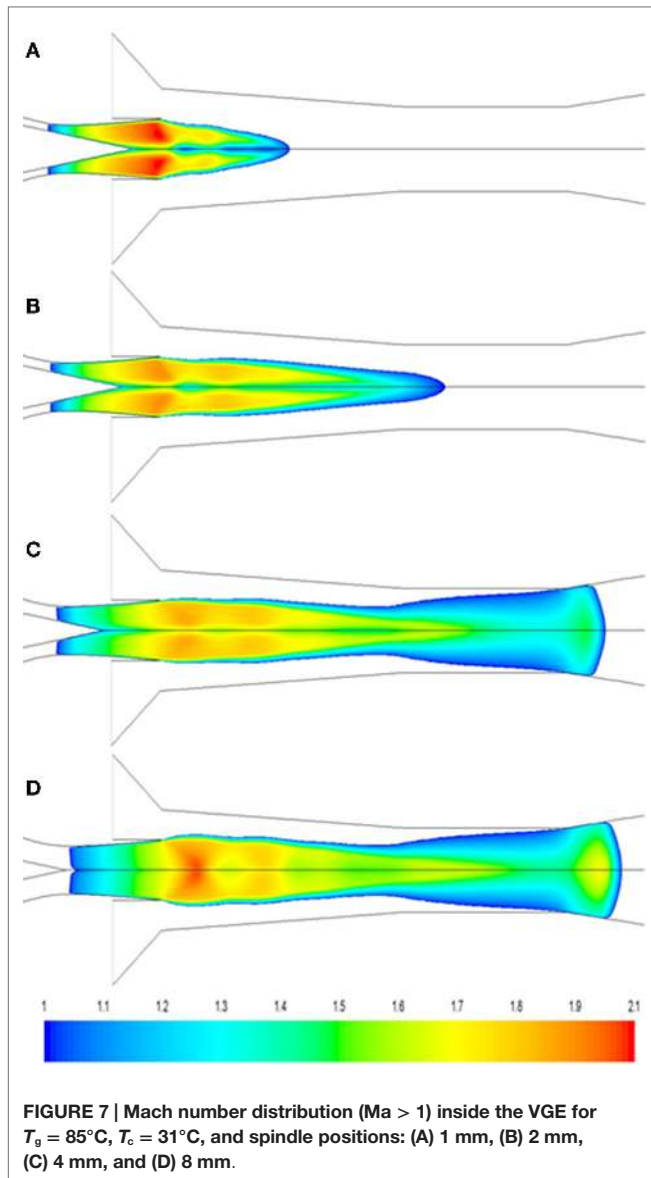 A
B
C
D
1 1.1 1.2 1.3 1.4 1.5 1.6 1.7 1.8 1.9 2.1
FIGURE 7 | Mach number distribution (Ma > 1) inside the VGE for
Tg = 85°C, Tc = 31°C, and spindle positions: (A) 1 mm, (B) 2 mm,
(C) 4 mm, and (D) 8 mm.